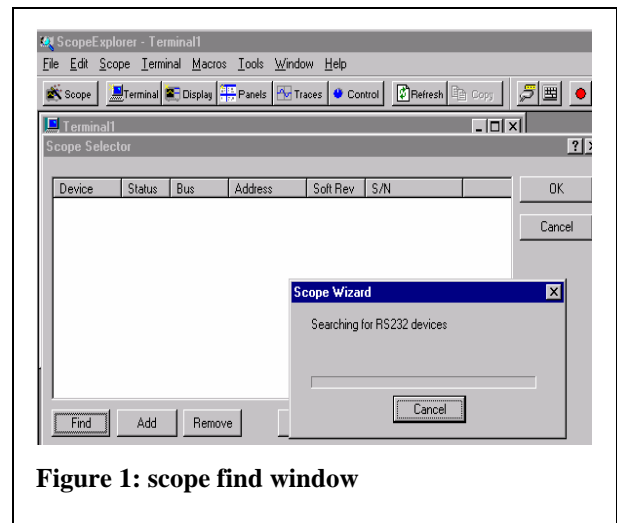 ScopeExplorer - Terminal1
File Edit Scope Terminal Macros Tools Window Help
Scope Terminal Display Panels Traces Control Refresh Copy
Terminal1
Scope Selector
Device Status Bus Address Soft Rev S/N
OK
Cancel
Scope Wizard
Searching for RS232 devices
Cancel
Find Add Remove
Figure 1: scope find window